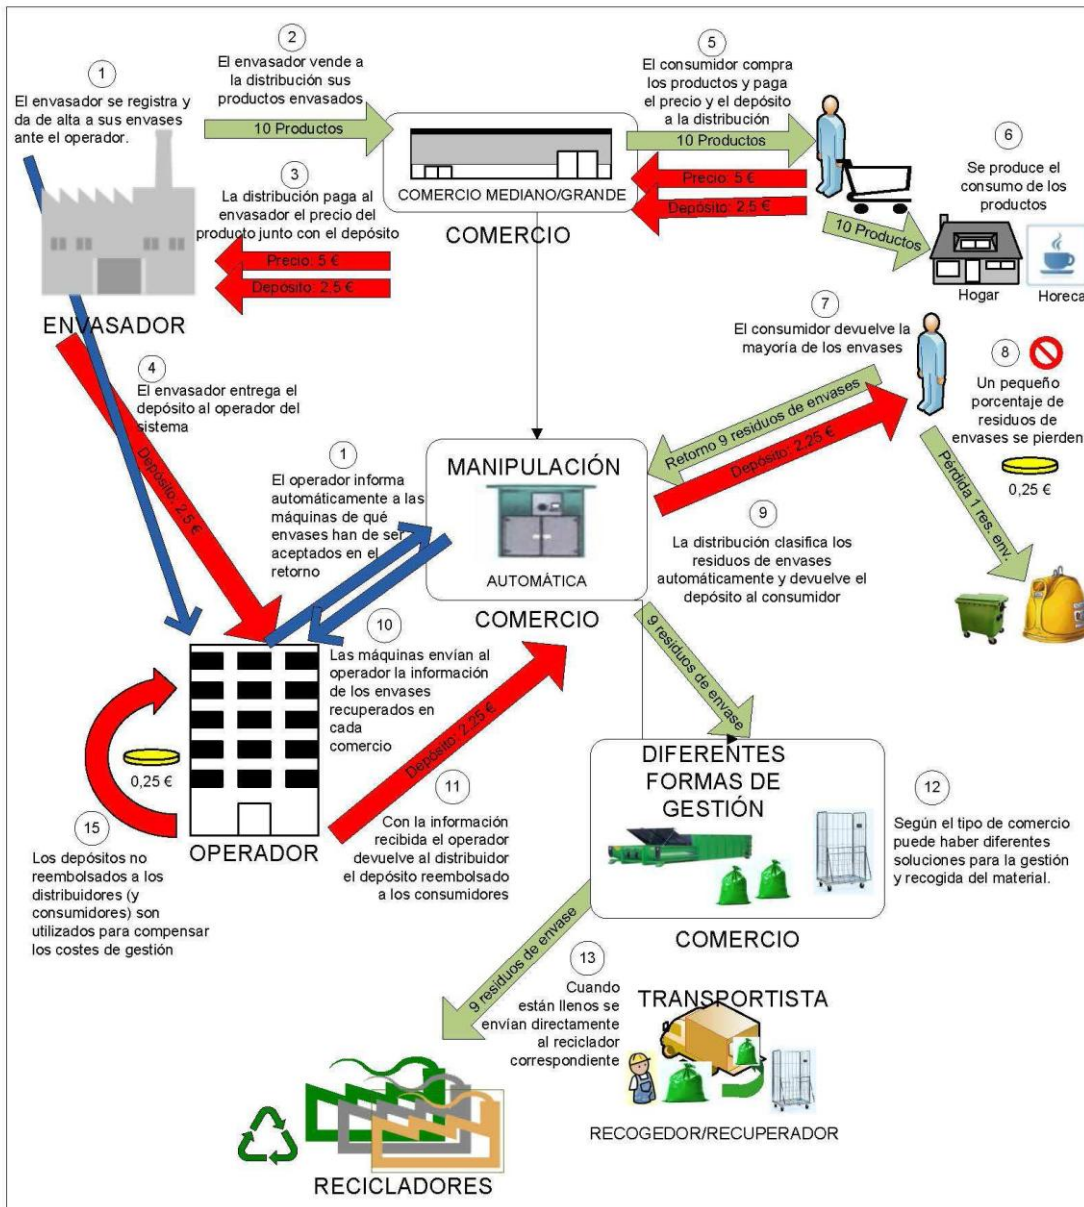 1
El envasador se registra y
da de alta a sus envases
ante el operador.
2
El envasador vende a
la distribución sus
productos envasados
10 Productos
COMERCIO MEDIANO/GRANDE
COMERCIO
3
La distribución paga al
envasador el precio del
producto junto con el depósito
Precio: 5 €
Depósito: 2,5 €
ENVASADOR
5
El consumidor compra
los productos y paga
el precio y el depósito
a la distribución
10 Productos
Precio: 5 €
Depósito: 2,5 €
6
Se produce el
consumo de los
productos
10 Productos
Hogar
Horeca
4
El envasador entrega el
depósito al operador del
sistema
Depósito: 2,5 €
7
El consumidor devuelve la
mayoría de los envases
8
Un pequeño
porcentaje de
residuos de
envases se pierden
0,25 €
Retorno 9 residuos de envases
Depósito: 2.25 €
Pérdida 1 res. env.
1
El operador informa
automáticamente a las
máquinas de qué
envases han de ser
aceptados en el
retorno
MANIPULACIÓN
AUTOMÁTICA
COMERCIO
9
La distribución clasifica los
residuos de envases
automáticamente y devuelve el
depósito al consumidor
9 residuos de envase
10
Las máquinas envían al
operador la información
de los envases
recuperados en
cada
comercio
Depósito: 2.25 €
0,25 €
OPERADOR
15
Los depósitos no
reembolsados a los
distribuidores (y
consumidores) son
utilizados para compensar
los costes de gestión
11
Con la información
recibida el operador
devuelve al distribuidor
el depósito reembolsado
a los consumidores
DIFERENTES
FORMAS DE
GESTIÓN
COMERCIO
12
Según el tipo de comercio
puede haber diferentes
soluciones para la gestión
y recogida del material.
9 residuos de envase
13
Cuando
están llenos se
envían directamente
al reciclador
correspondiente
TRANSPORTISTA
RECOGEDOR/RECUPERADOR
RECICLADORES